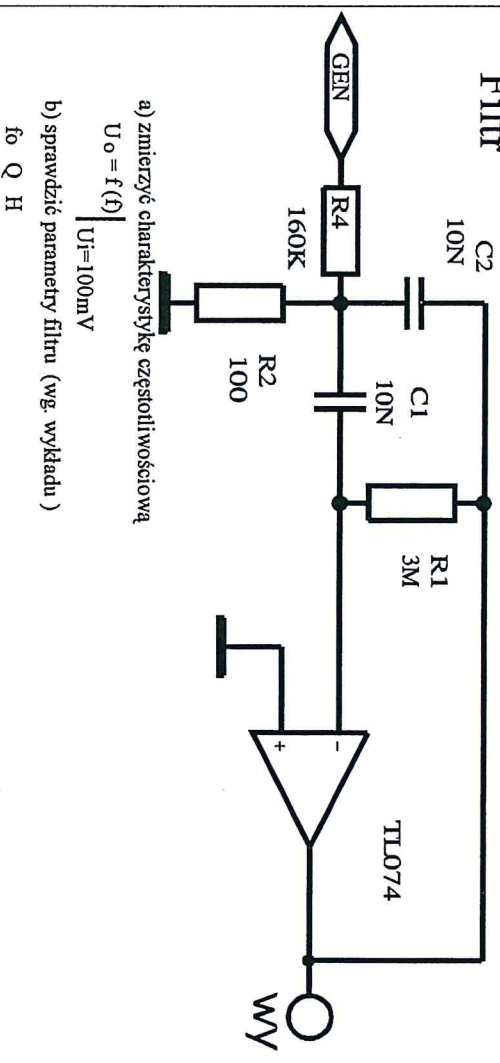 Filtr
GEN
R4
160K
C2
10N
C1
10N
R2
100
R1
3M
-
+
TL074
WY
a) zmierzyć charakterystykę częstotliwościową
U o = f (f) | Ui=100mV
b) sprawdzić parametry filtru (wg. wykładu )
fo Q H